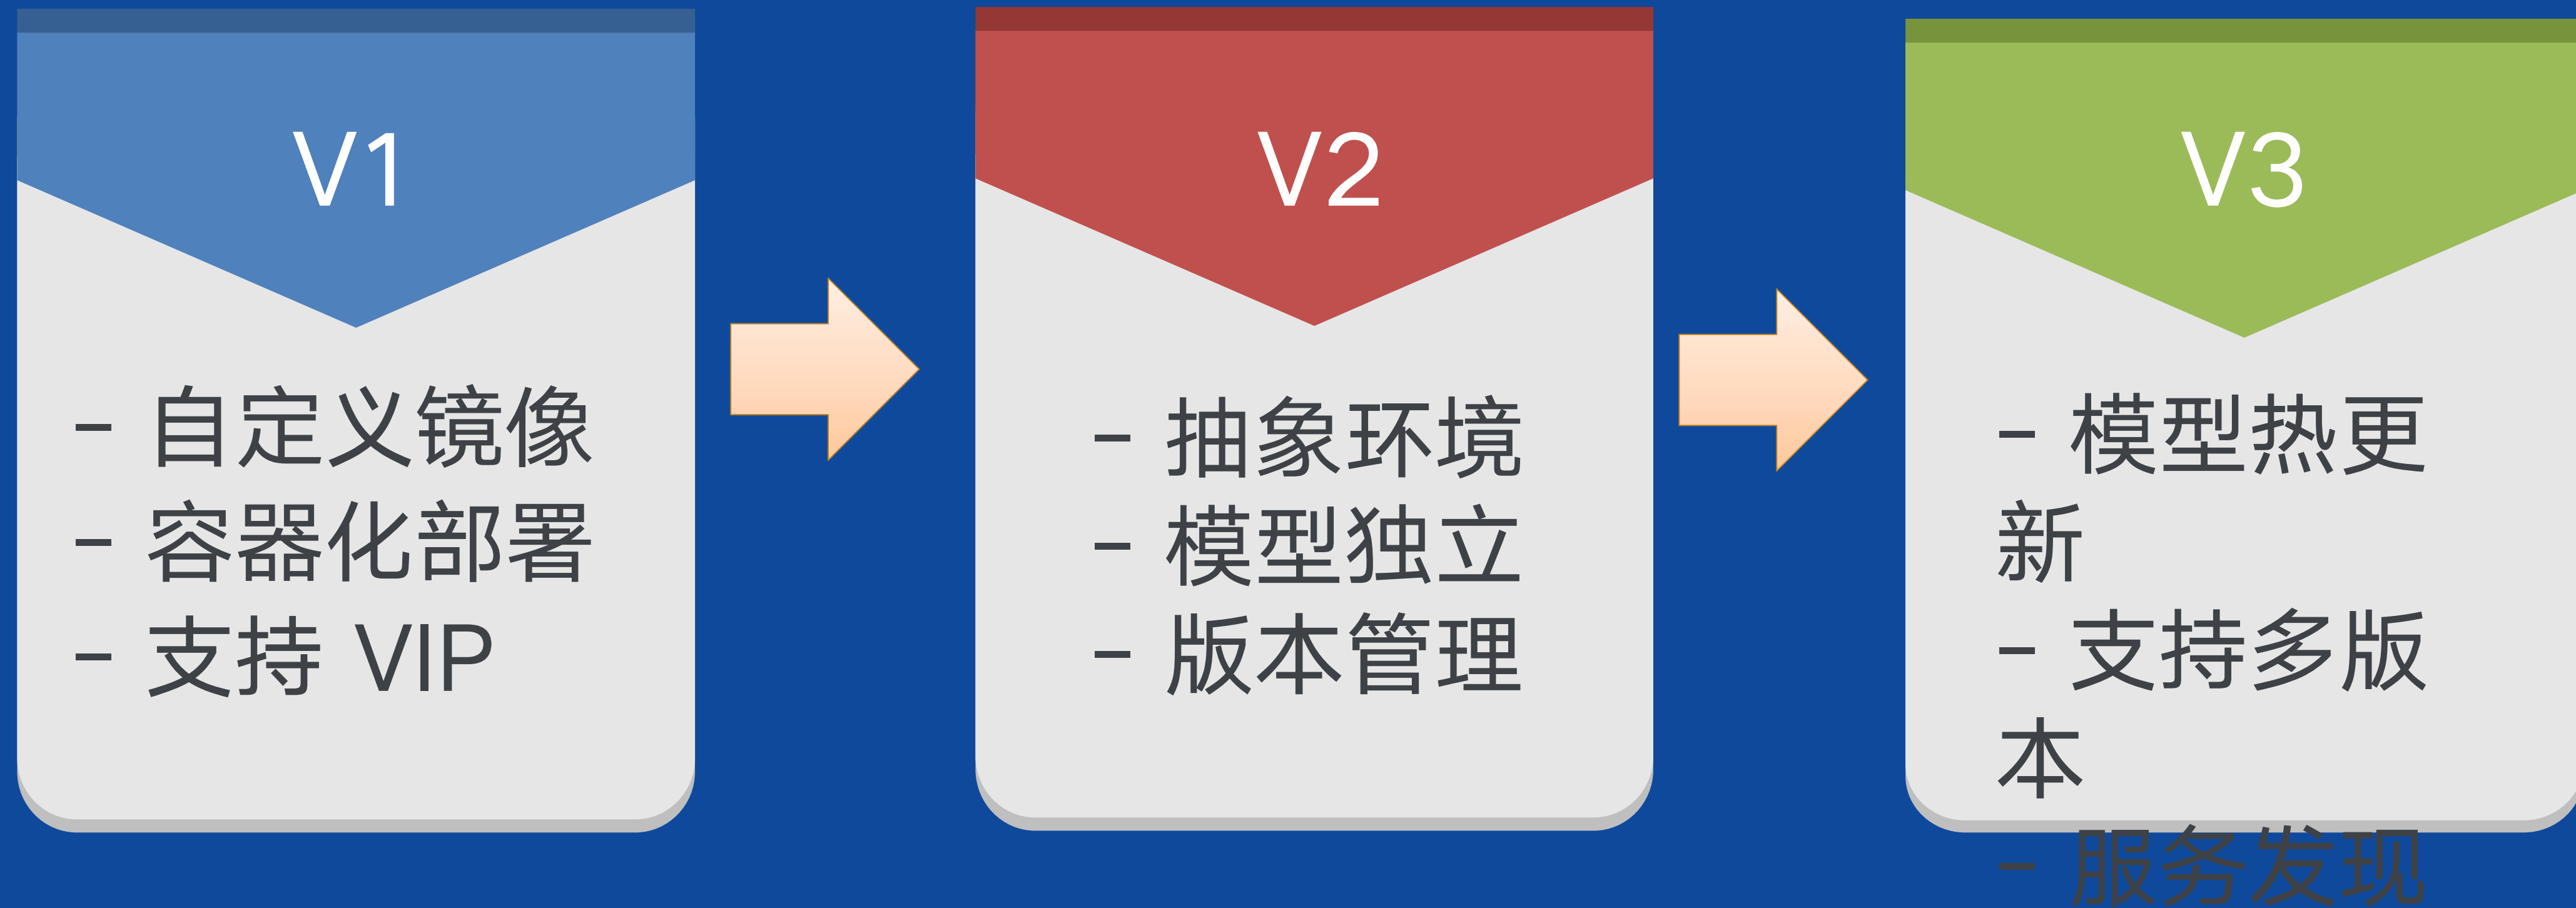 V1
- 自定义镜像
- 容器化部署
- 支持 VIP
V2
- 抽象环境
- 模型独立
- 版本管理
V3
- 模型热更
新
- 支持多版
本
- 服务发现